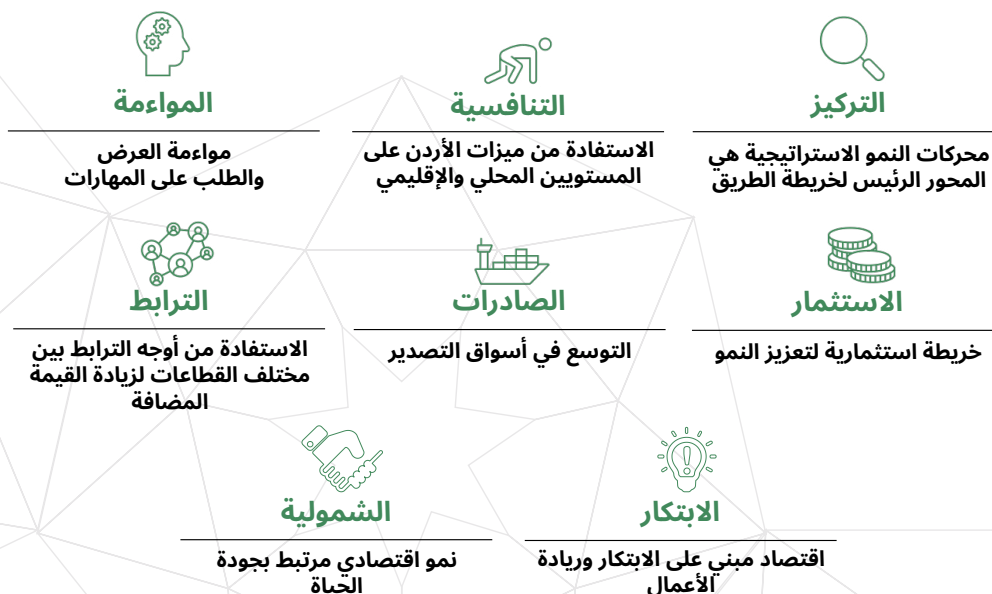 التركيز
محركات النمو الاستراتيجية هي
المحور الرئيس لخريطة الطريق
التنافسية
الاستفادة من ميزات الأردن على
المستويين المحلي والإقليمي
المواءمة
مواءمة العرض
والطلب على المهارات
الاستثمار
خريطة استثمارية لتعزيز النمو
الصادرات
التوسع في أسواق التصدير
الترابط
الاستفادة من أوجه الترابط بين
مختلف القطاعات لزيادة القيمة
المضافة
الابتكار
اقتصاد مبني على الابتكار وريادة
الأعمال
الشمولية
نمو اقتصادي مرتبط بجودة
الحياة